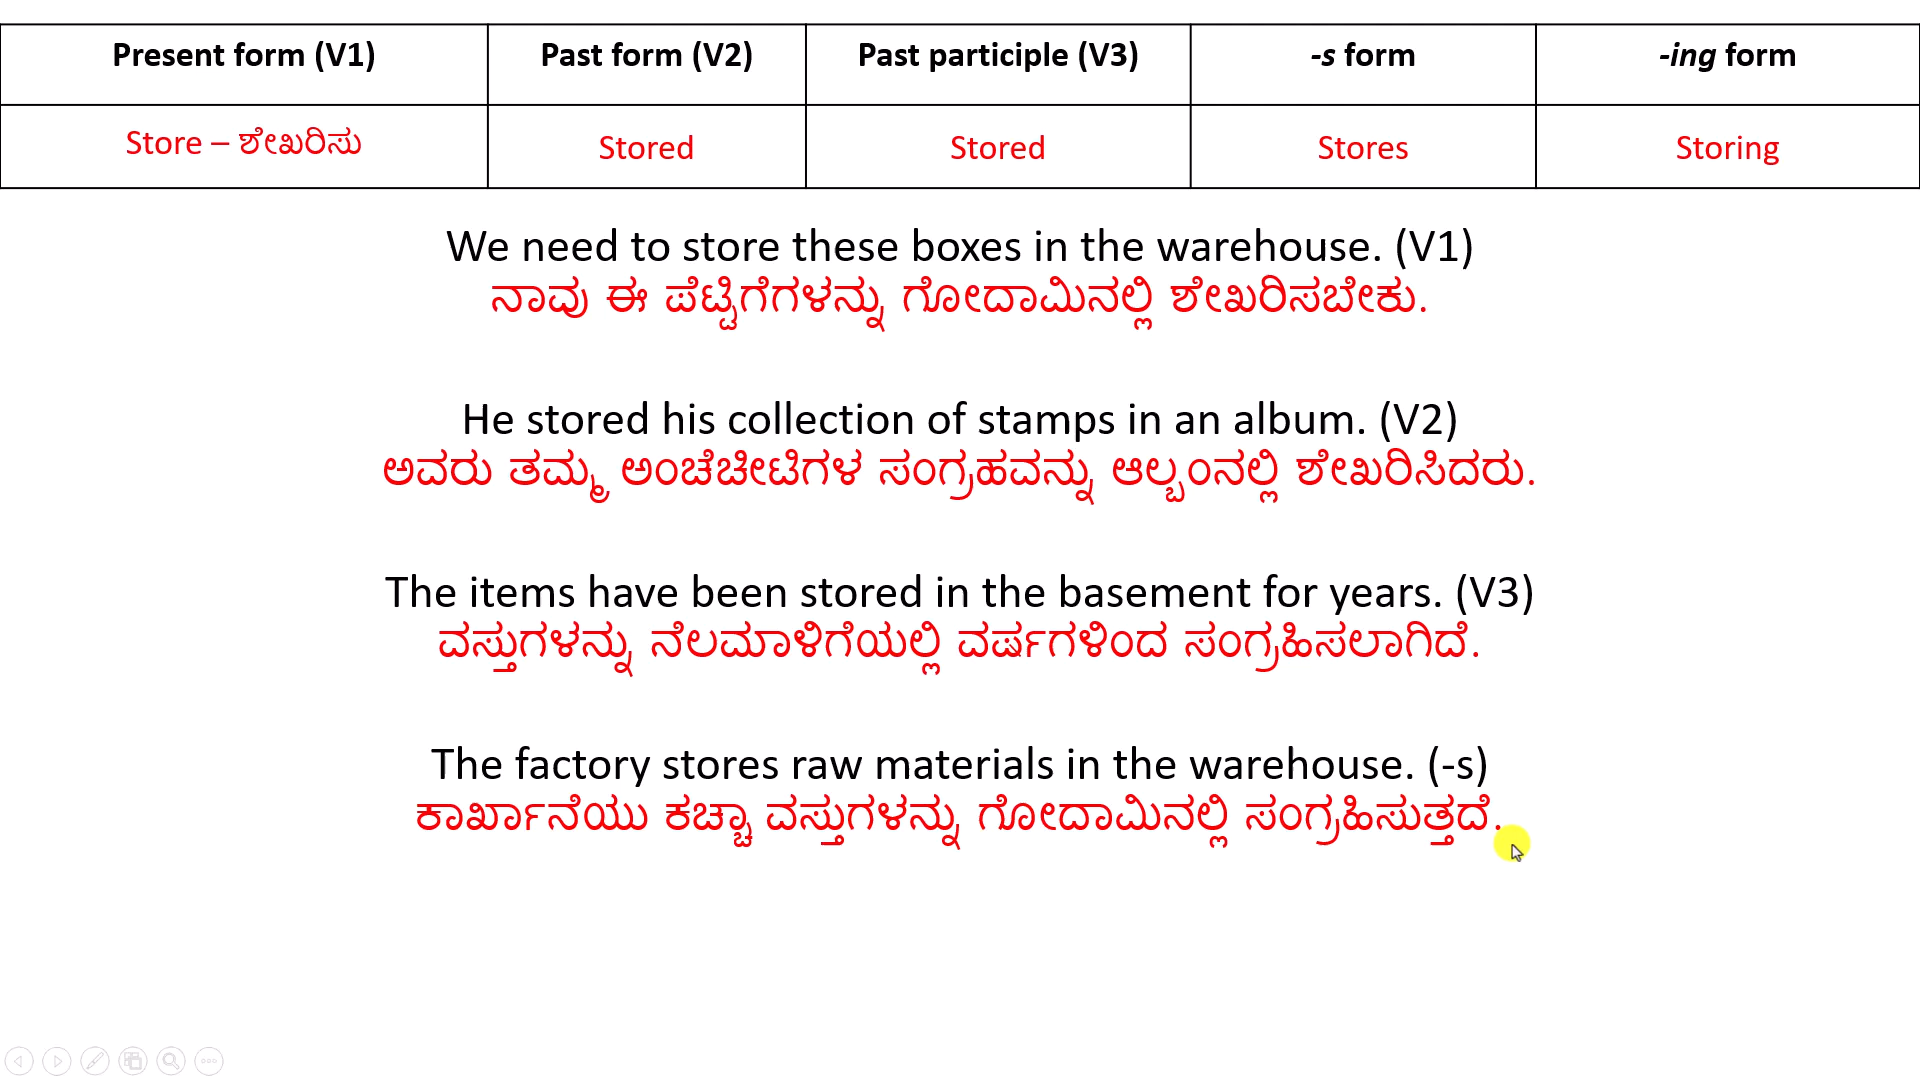 Present form (V1) Past form (V2) Past participle (V3) -s form -ing form
Store – ಶೇಖರಿಸು Stored Stored Stores Storing
We need to store these boxes in the warehouse. (V1)
ನಾವು ಈ ಪೆಟ್ಟಿಗೆಗಳನ್ನು ಗೋದಾಮಿನಲ್ಲಿ ಶೇಖರಿಸಬೇಕು.
He stored his collection of stamps in an album. (V2)
ಅವರು ತಮ್ಮ ಅಂಚೆಚೀಟಿಗಳ ಸಂಗ್ರಹವನ್ನು ಆಲ್ಬಂನಲ್ಲಿ ಶೇಖರಿಸಿದರು.
The items have been stored in the basement for years. (V3)
ವಸ್ತುಗಳನ್ನು ನೆಲಮಾಳಿಗೆಯಲ್ಲಿ ವರ್ಷಗಳಿಂದ ಸಂಗ್ರಹಿಸಲಾಗಿದೆ.
The factory stores raw materials in the warehouse. (-s)
ಕಾರ್ಖಾನೆಯು ಕಚ್ಚಾ ವಸ್ತುಗಳನ್ನು ಗೋದಾಮಿನಲ್ಲಿ ಸಂಗ್ರಹಿಸುತ್ತದೆ.